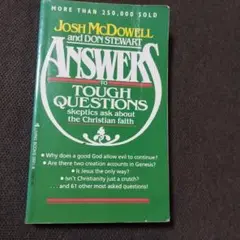 MORE THAN 250,000 SOLD
JOSH McDOWELL
and DON STEWART
ANSWERS
TO
TOUGH
QUESTIONS
skeptics ask about
the Christian faith
• Why does a good God allow evil to continue?
• Are there two creation accounts in Genesis?
• Is Jesus the only way?
• Isn't Christianity just a crutch?
. . . and 61 other most asked questions!